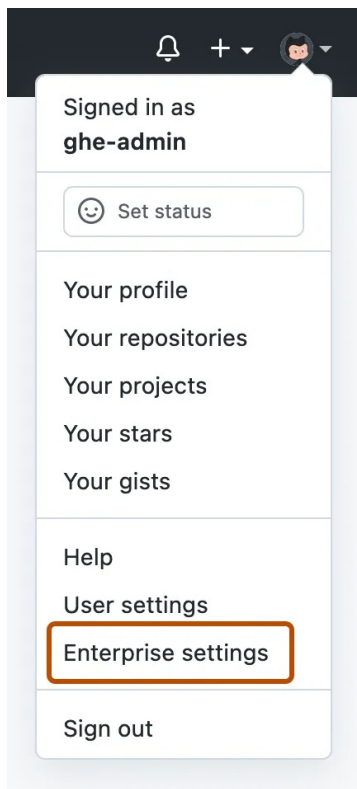 Signed in as
ghe-admin
Set status
Your profile
Your repositories
Your projects
Your stars
Your gists
Help
User settings
Enterprise settings
Sign out